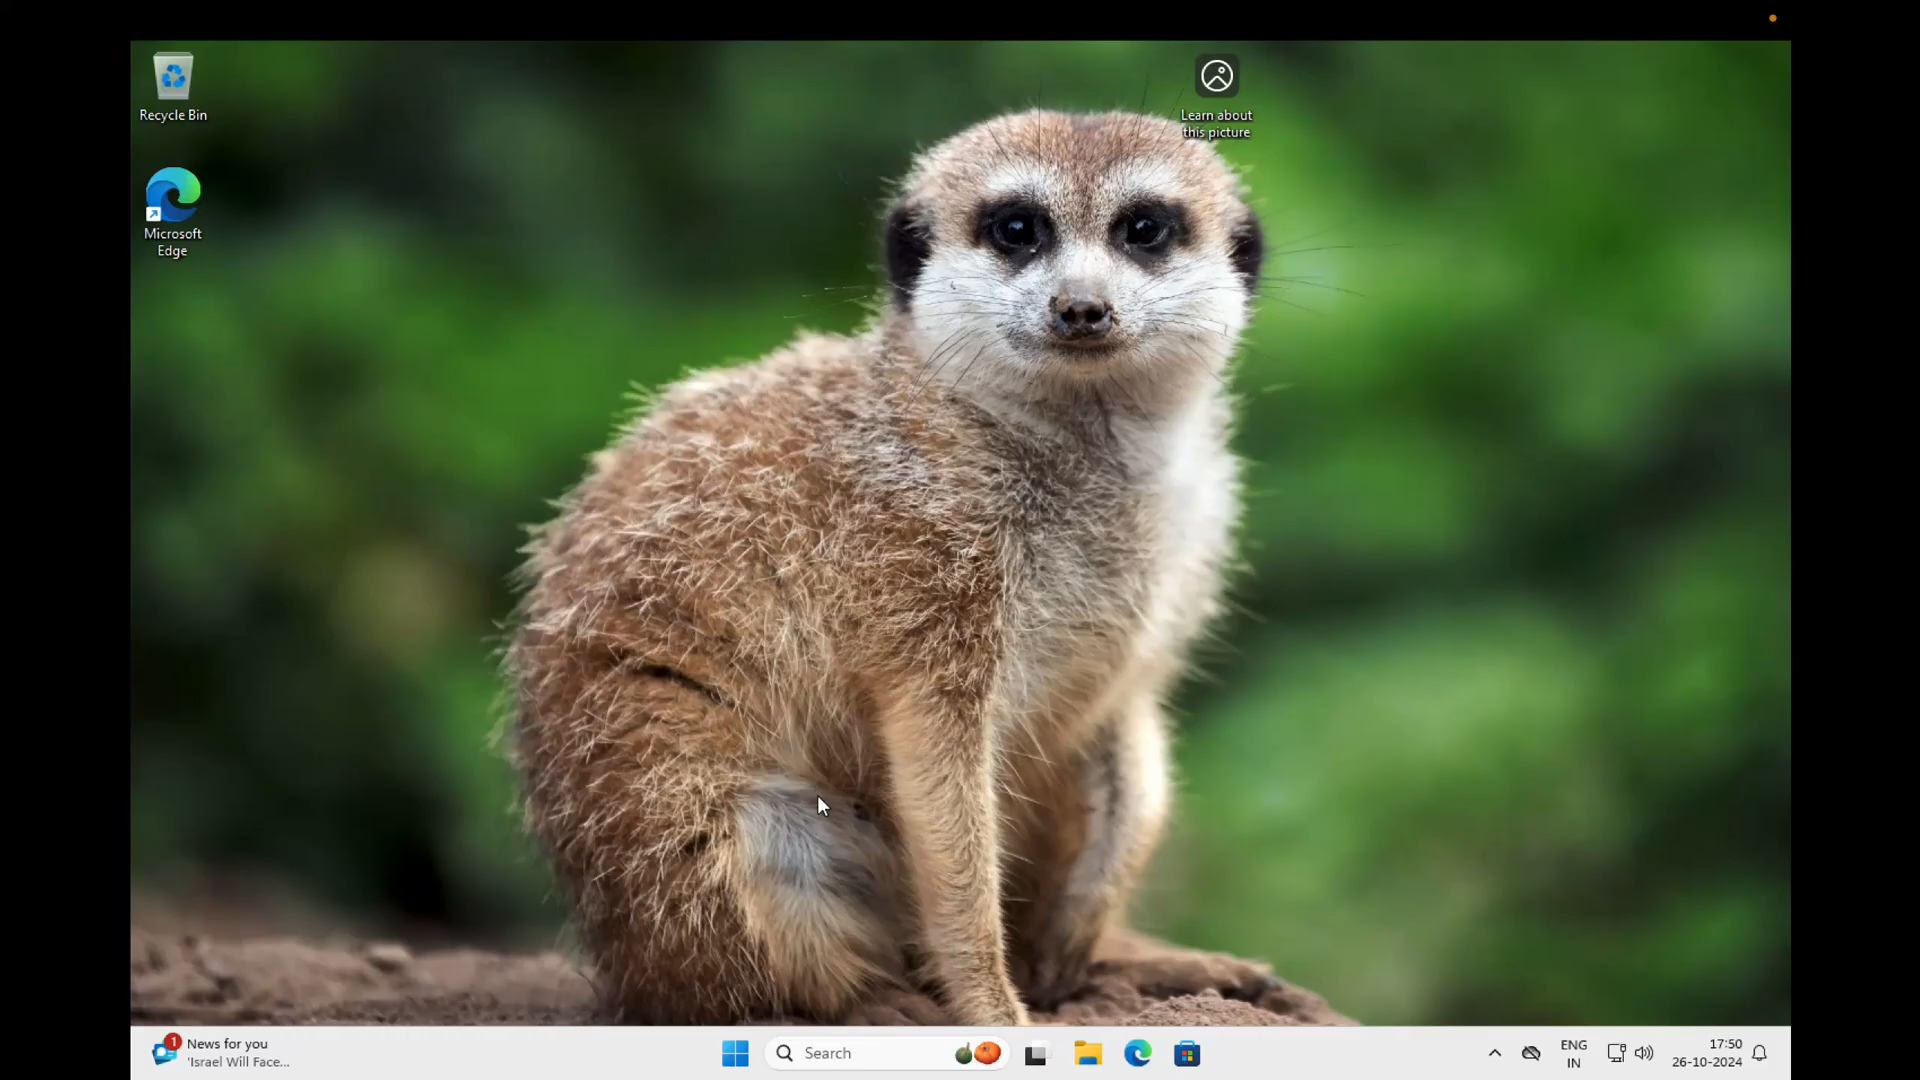 Recycle Bin
Learn about
this picture
Microsoft
Edge
1
News for you
'Israel Will Face...
Search
ENG
IN
17:50
26-10-2024